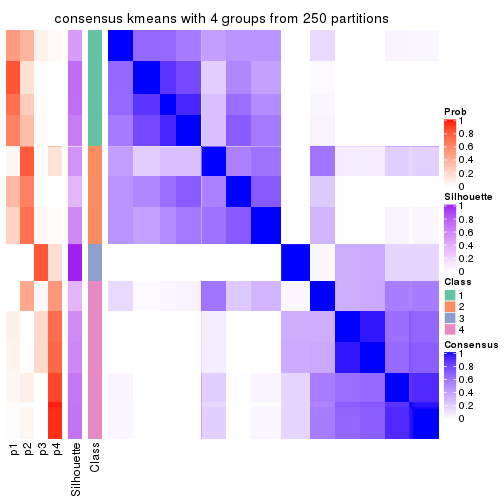 consensus kmeans with 4 groups from 250 partitions
Prob
1
0.8
0.6
0.4
0.2
0
Silhouette
1
0.8
0.6
0.4
0.2
0
Class
1
2
3
4
Consensus
1
0.8
0.6
0.4
0.2
0
p1
p2
p3
p4
Silhouette
Class